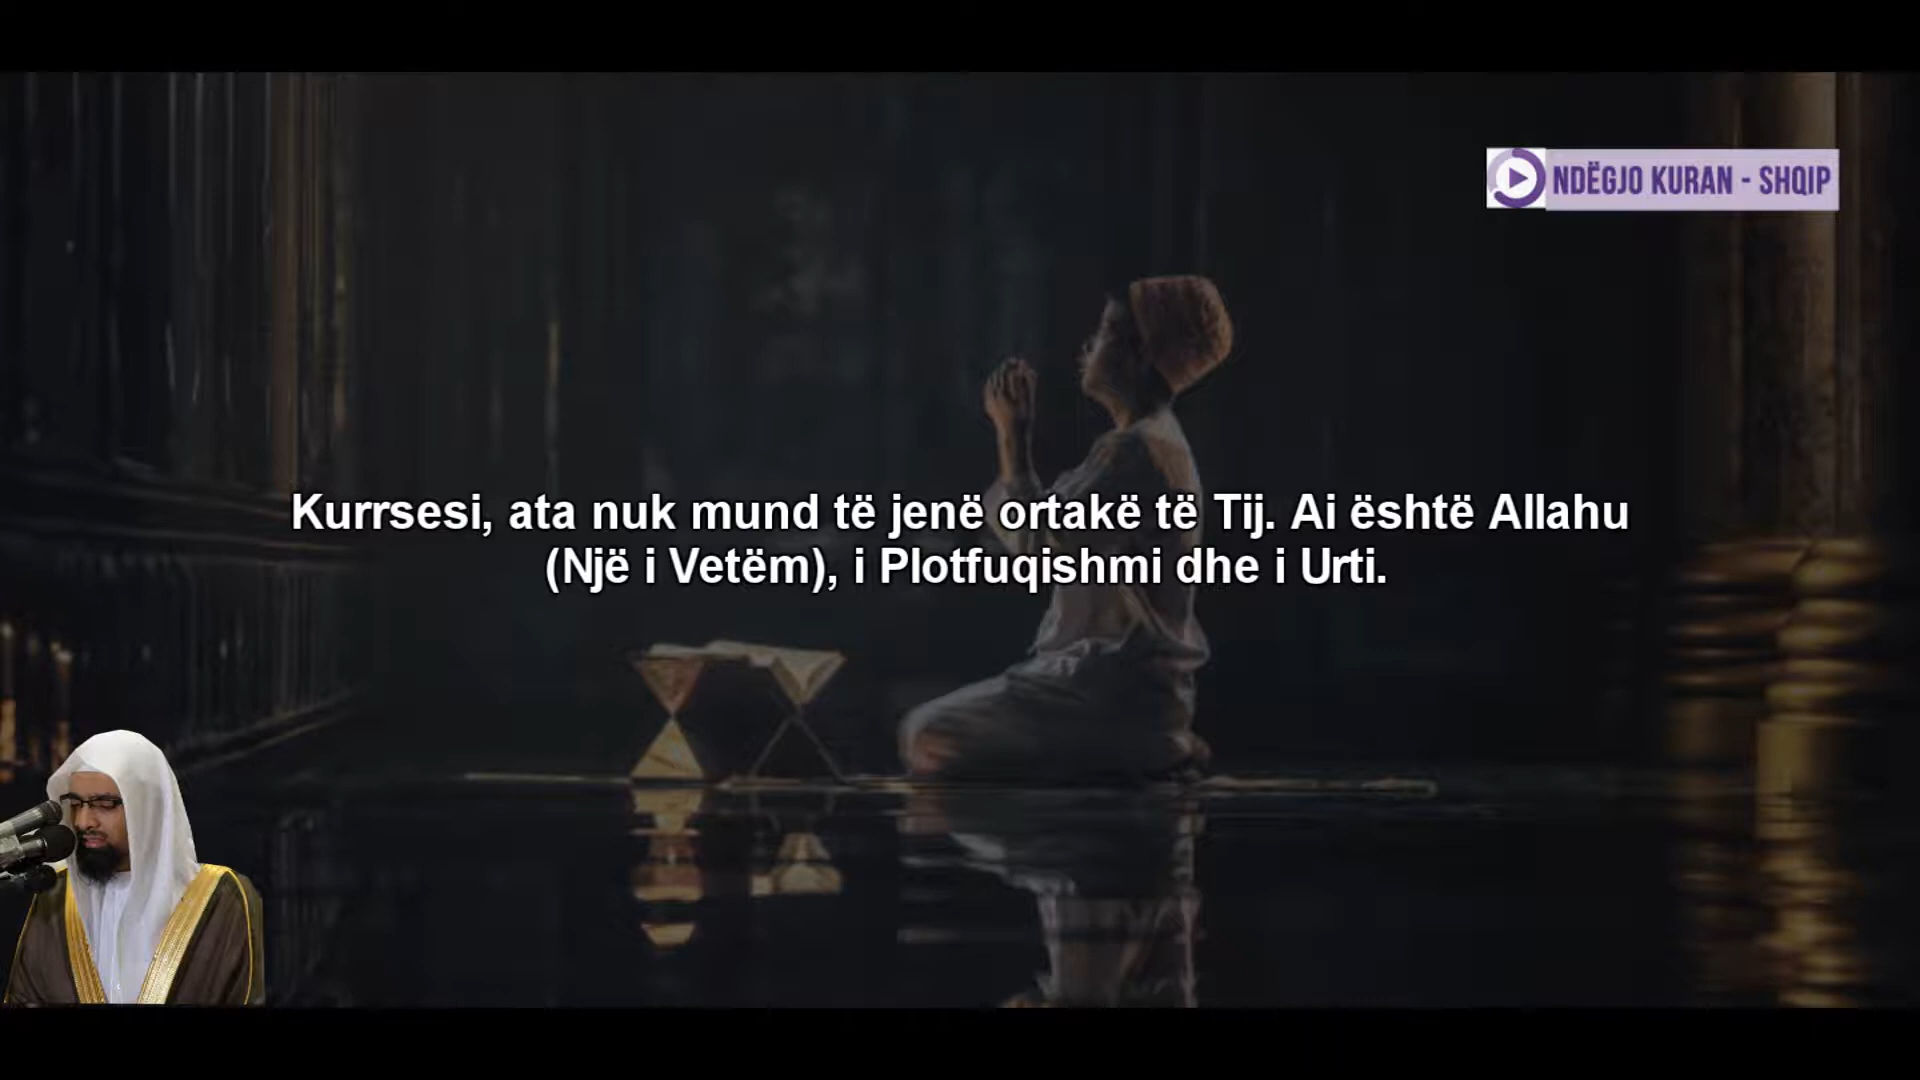 NDËGJO KURAN - SHQIP
Kurrsesi, ata nuk mund të jenë ortakë të Tij. Ai është Allahu
(Një i Vetëm), i Plotfuqishmi dhe i Urti.